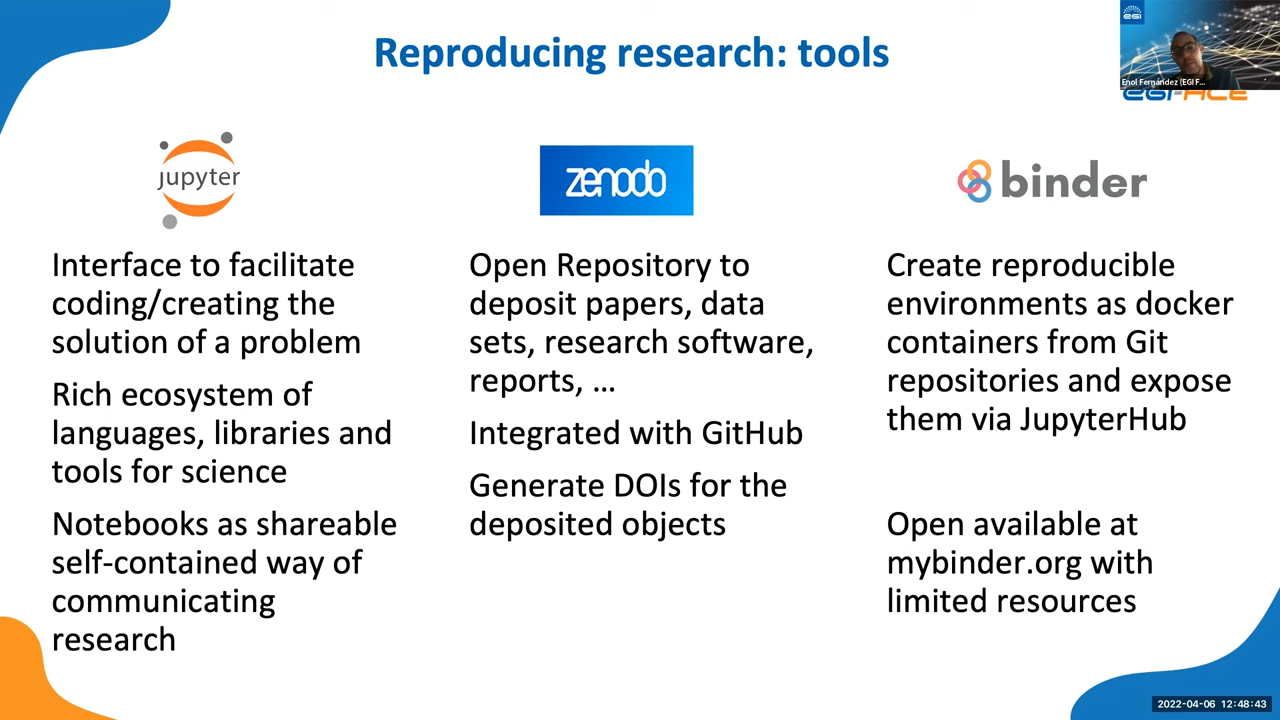 Reproducing research: tools
EGI
Enol Fernández (EGI F...
jupyter
zenodo
binder
Interface to facilitate
coding/creating the
solution of a problem
Rich ecosystem of
languages, libraries and
tools for science
Notebooks as shareable
self-contained way of
communicating
research
Open Repository to
deposit papers, data
sets, research software,
reports, ...
Integrated with GitHub
Generate DOIs for the
deposited objects
Create reproducible
environments as docker
containers from Git
repositories and expose
them via JupyterHub
Open available at
mybinder.org with
limited resources
2022-04-06 12:48:43